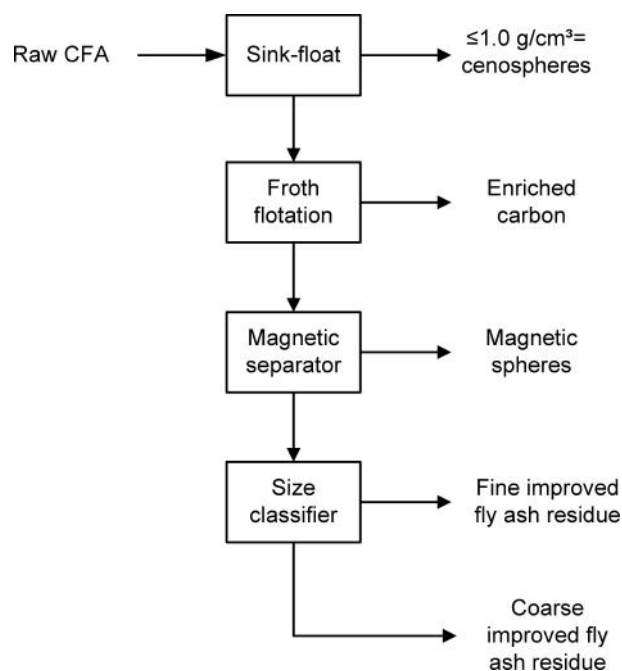 Raw CFA
Sink-float
≤1.0 g/cm³=
cenospheres
Froth
flotation
Enriched
carbon
Magnetic
separator
Magnetic
spheres
Size
classifier
Fine improved
fly ash residue
Coarse
improved fly
ash residue